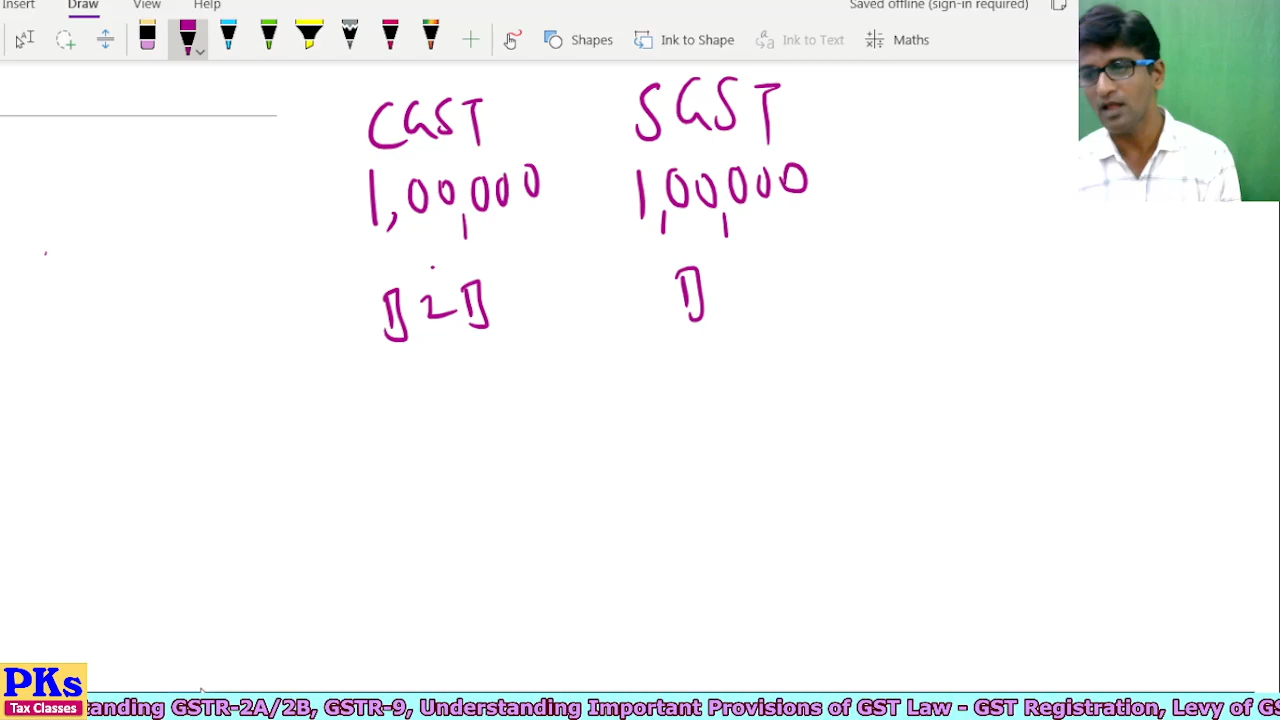 Insert Draw View Help Saved offline (sign-in required)
Shapes Ink to Shape Ink to Text Maths
CGST SGST
1,00,000 1,00,000
B2B B
PKs
Tax Classes
tanding GSTR-2A/2B, GSTR-9, Understanding Important Provisions of GST Law - GST Registration, Levy of GS